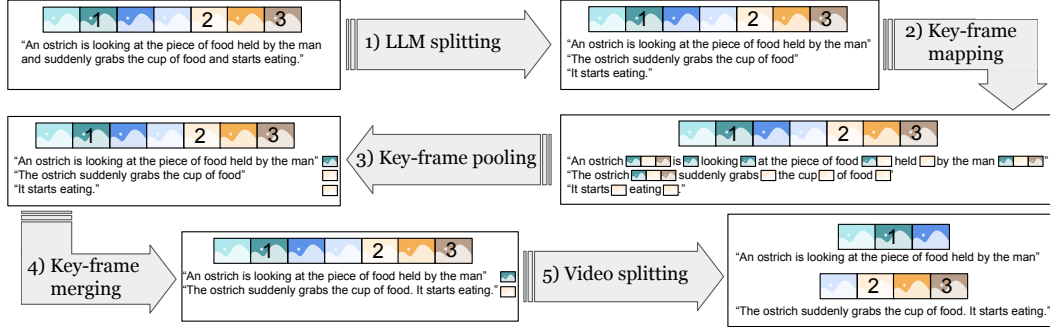 1 2 3
"An ostrich is looking at the piece of food held by the man
and suddenly grabs the cup of food and starts eating."
1) LLM splitting
1 2 3
"An ostrich is looking at the piece of food held by the man"
"The ostrich suddenly grabs the cup of food"
"It starts eating."
2) Key-frame
mapping
1 2 3
"An ostrich is looking at the piece of food held by the man
"The ostrich suddenly grabs the cup of food "
"It starts eating ."
3) Key-frame pooling
1 2 3
"An ostrich is looking at the piece of food held by the man"
"The ostrich suddenly grabs the cup of food"
"It starts eating."
4) Key-frame
merging
1 2 3
"An ostrich is looking at the piece of food held by the man"
"The ostrich suddenly grabs the cup of food. It starts eating."
5) Video splitting
1
"An ostrich is looking at the piece of food held by the man"
2 3
"The ostrich suddenly grabs the cup of food. It starts eating."